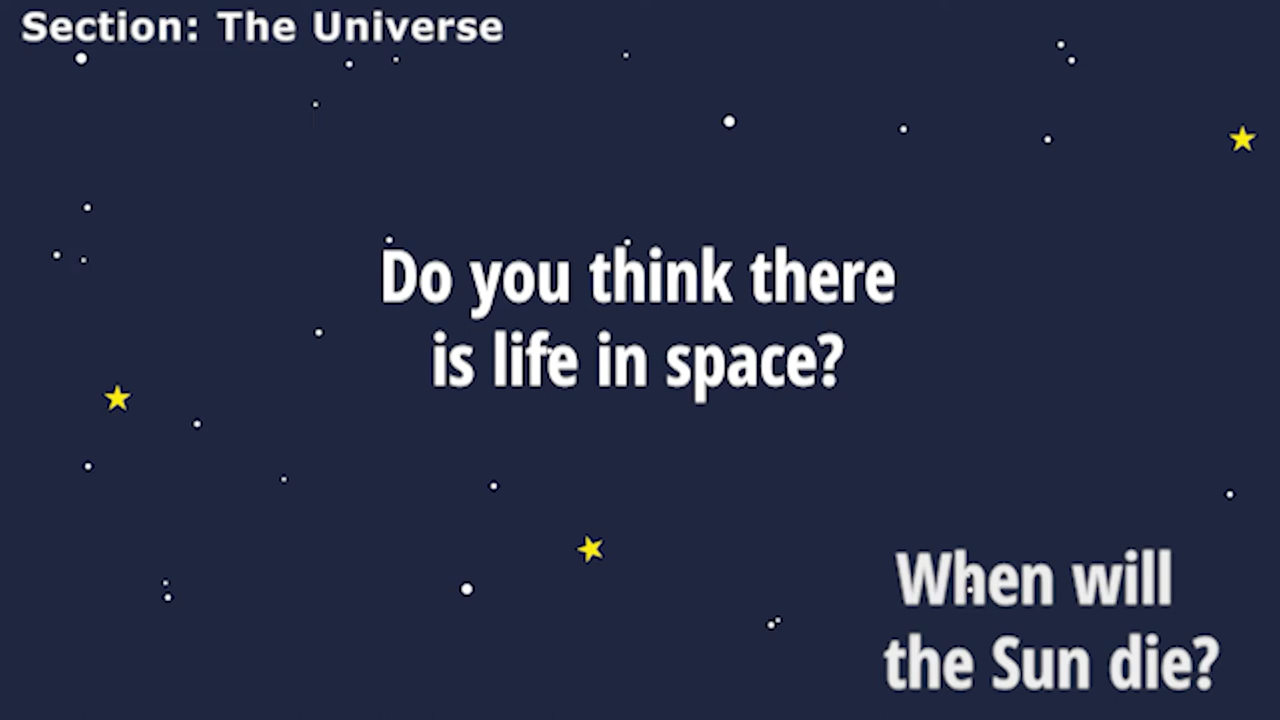 Section: The Universe
Do you think there
is life in space?
When will
the Sun die?